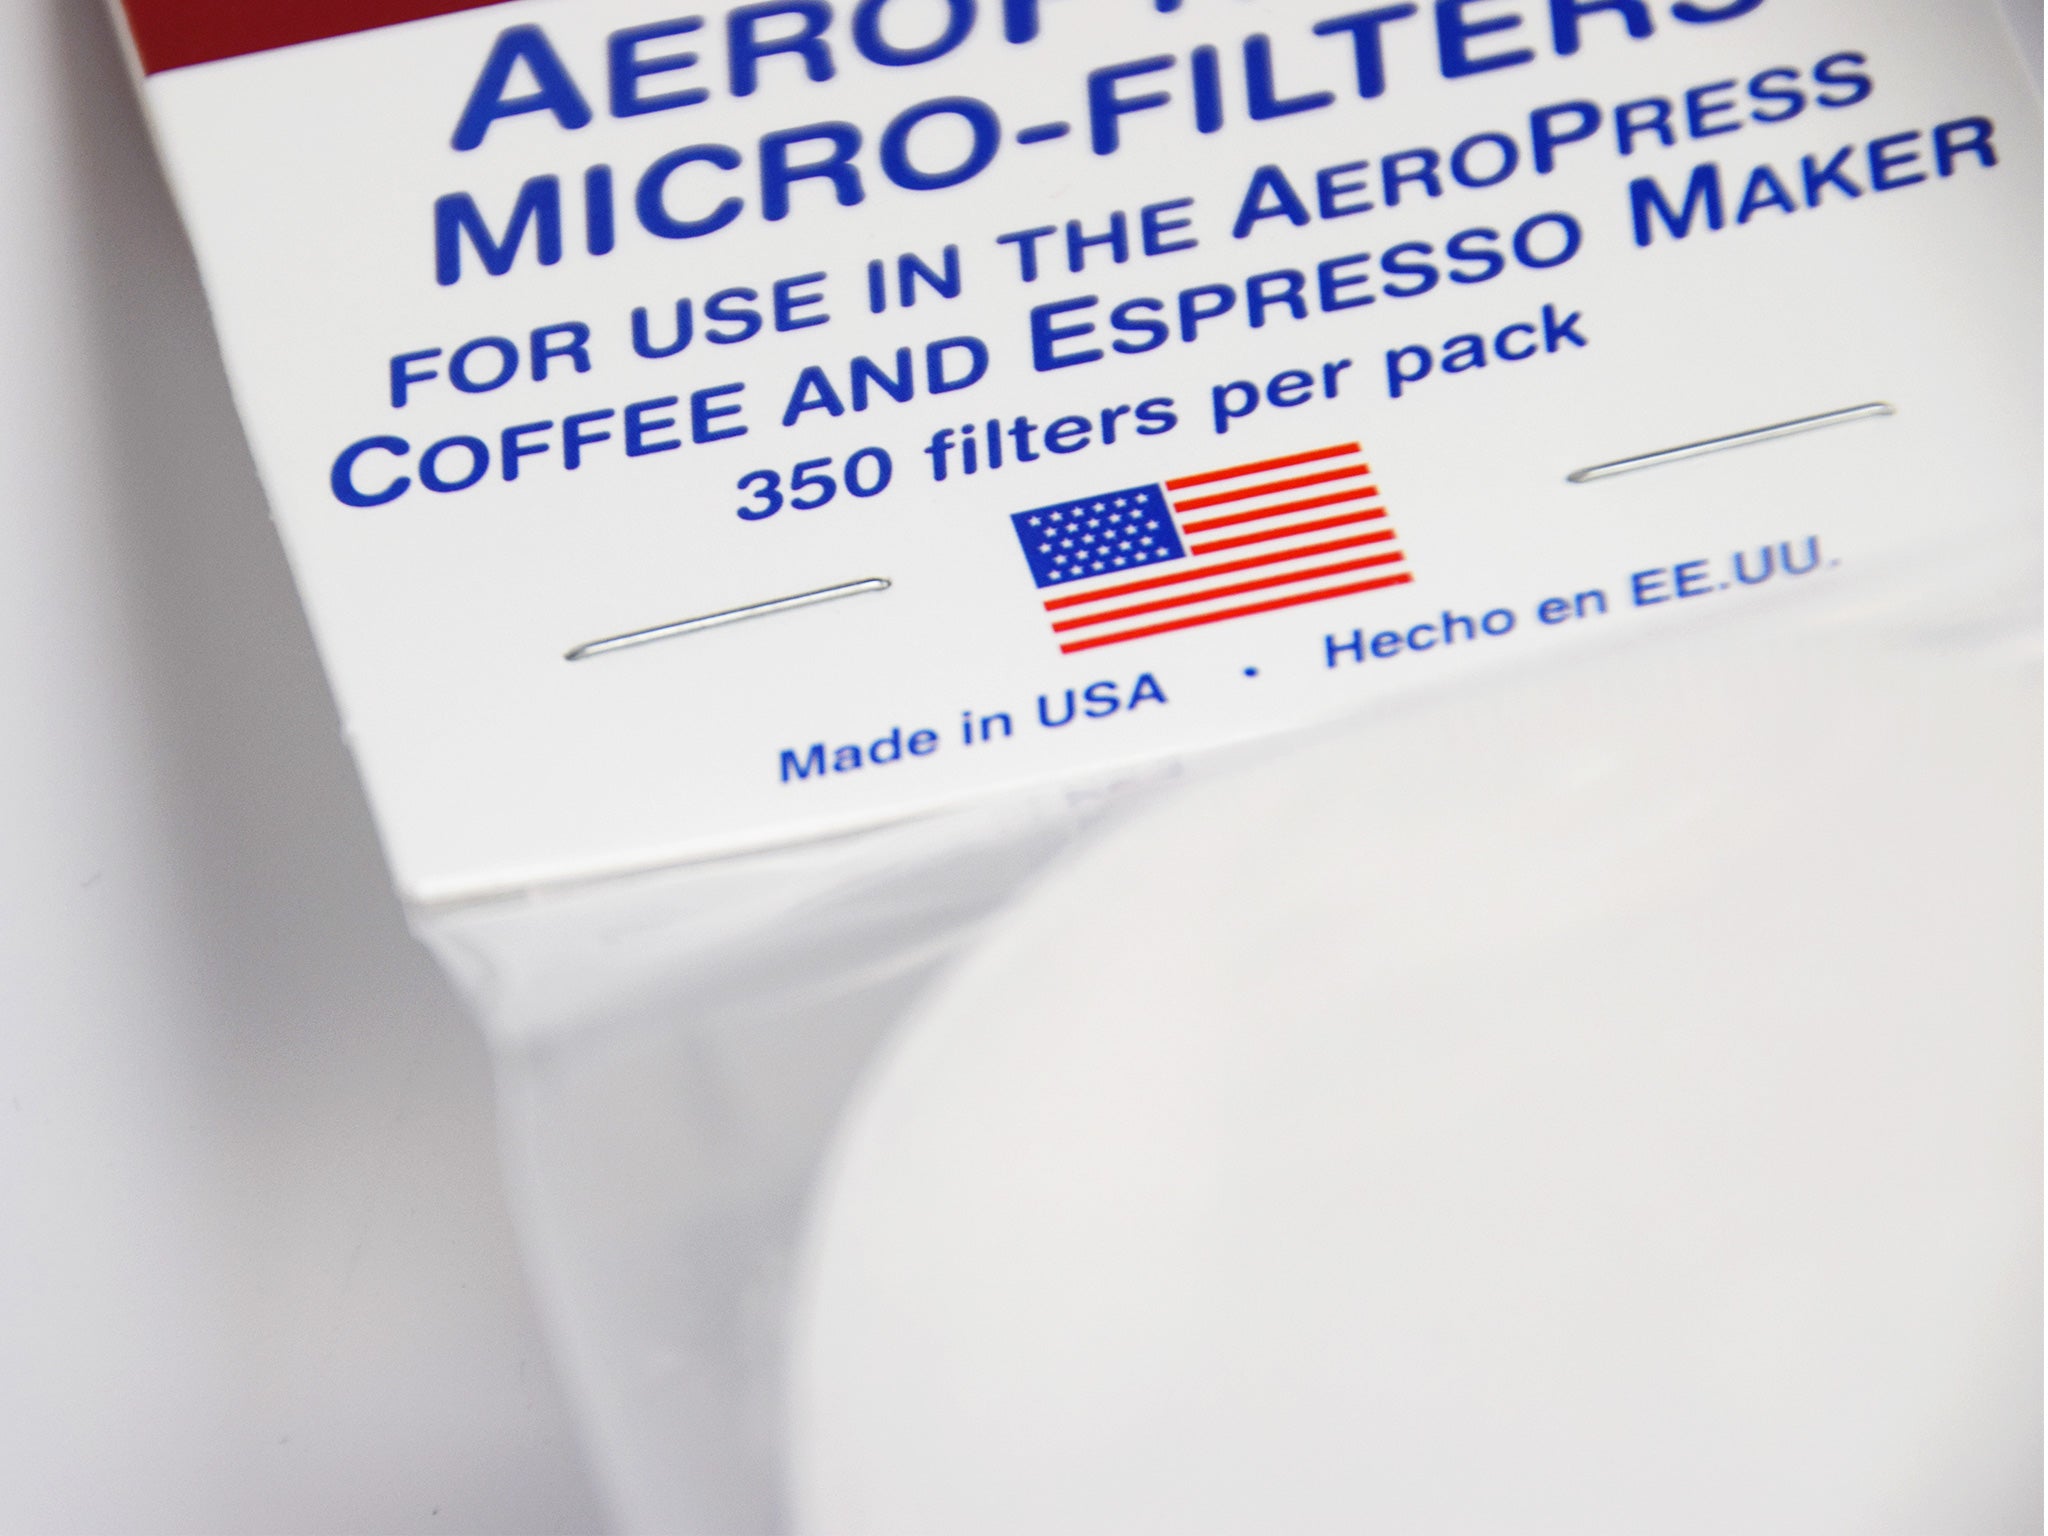 MICRO-FILTERS
FOR USE IN THE AEROPRESS
COFFEE AND ESPRESSO MAKER
350 filters per pack
Made in USA · Hecho en EE.UU.